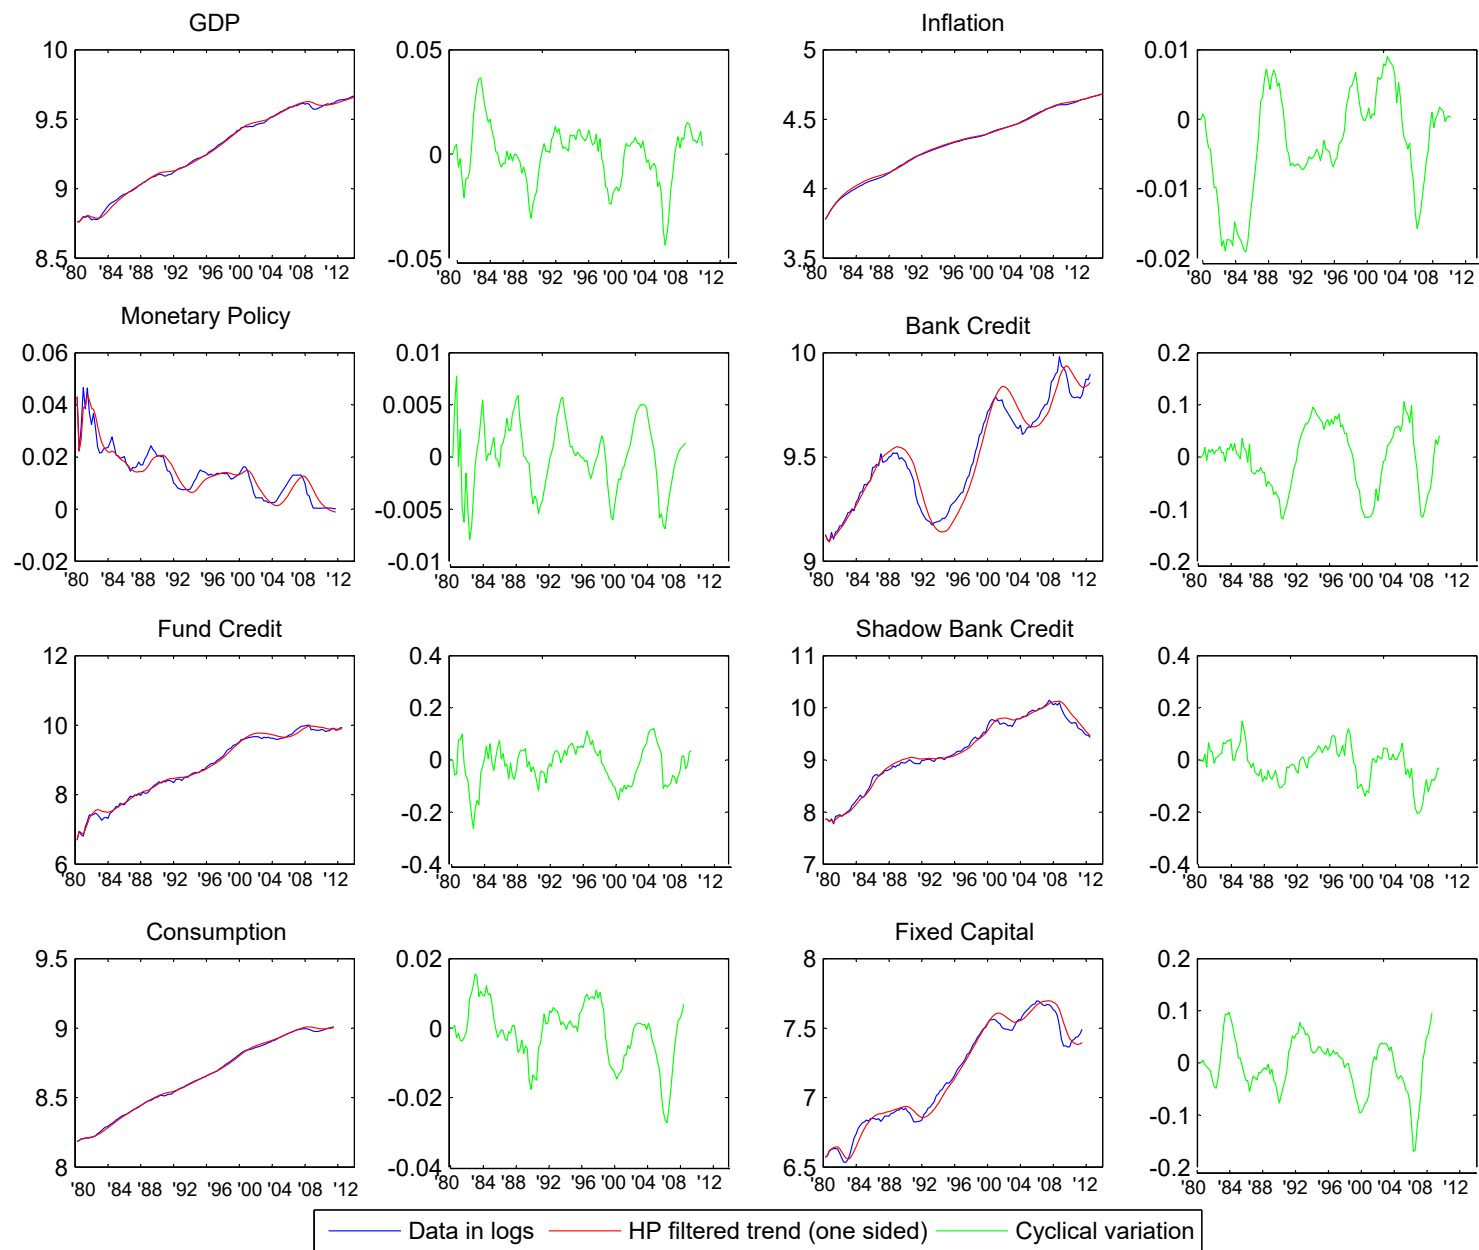 GDP
10
9.5
9
8.5
'80 '84 '88 '92 '96 '00 '04 '08 '12
0.05
0
-0.05
'80 '84 '88 '92 '96 '00 '04 '08 '12
Inflation
5
4.5
4
3.5
'80 '84 '88 '92 '96 '00 '04 '08 '12
0.01
0
-0.01
-0.02
'80 '84 '88 '92 '96 '00 '04 '08 '12
Monetary Policy
0.06
0.04
0.02
0
-0.02
'80 '84 '88 '92 '96 '00 '04 '08 '12
0.01
0.005
0
-0.005
-0.01
'80 '84 '88 '92 '96 '00 '04 '08 '12
Bank Credit
10
9.5
9
'80 '84 '88 '92 '96 '00 '04 '08 '12
0.2
0.1
0
-0.1
-0.2
'80 '84 '88 '92 '96 '00 '04 '08 '12
Fund Credit
12
10
8
6
'80 '84 '88 '92 '96 '00 '04 '08 '12
0.4
0.2
0
-0.2
-0.4
'80 '84 '88 '92 '96 '00 '04 '08 '12
Shadow Bank Credit
11
10
9
8
7
'80 '84 '88 '92 '96 '00 '04 '08 '12
0.4
0.2
0
-0.2
-0.4
'80 '84 '88 '92 '96 '00 '04 '08 '12
Consumption
9.5
9
8.5
8
'80 '84 '88 '92 '96 '00 '04 '08 '12
0.02
0
-0.02
-0.04
'80 '84 '88 '92 '96 '00 '04 '08 '12
Fixed Capital
8
7.5
7
6.5
'80 '84 '88 '92 '96 '00 '04 '08 '12
0.2
0.1
0
-0.1
-0.2
'80 '84 '88 '92 '96 '00 '04 '08 '12
Data in logs HP filtered trend (one sided) Cyclical variation